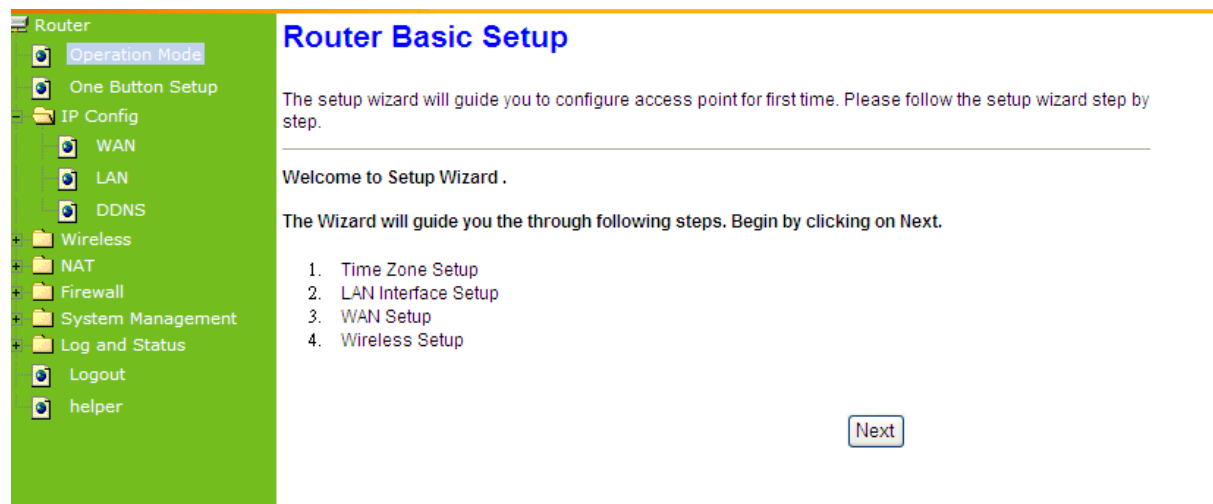 Router
Operation Mode
One Button Setup
IP Config
WAN
LAN
DDNS
Wireless
NAT
Firewall
System Management
Log and Status
Logout
helper
Router Basic Setup
The setup wizard will guide you to configure access point for first time. Please follow the setup wizard step by
step.
Welcome to Setup Wizard .
The Wizard will guide you the through following steps. Begin by clicking on Next.
1. Time Zone Setup
2. LAN Interface Setup
3. WAN Setup
4. Wireless Setup
Next